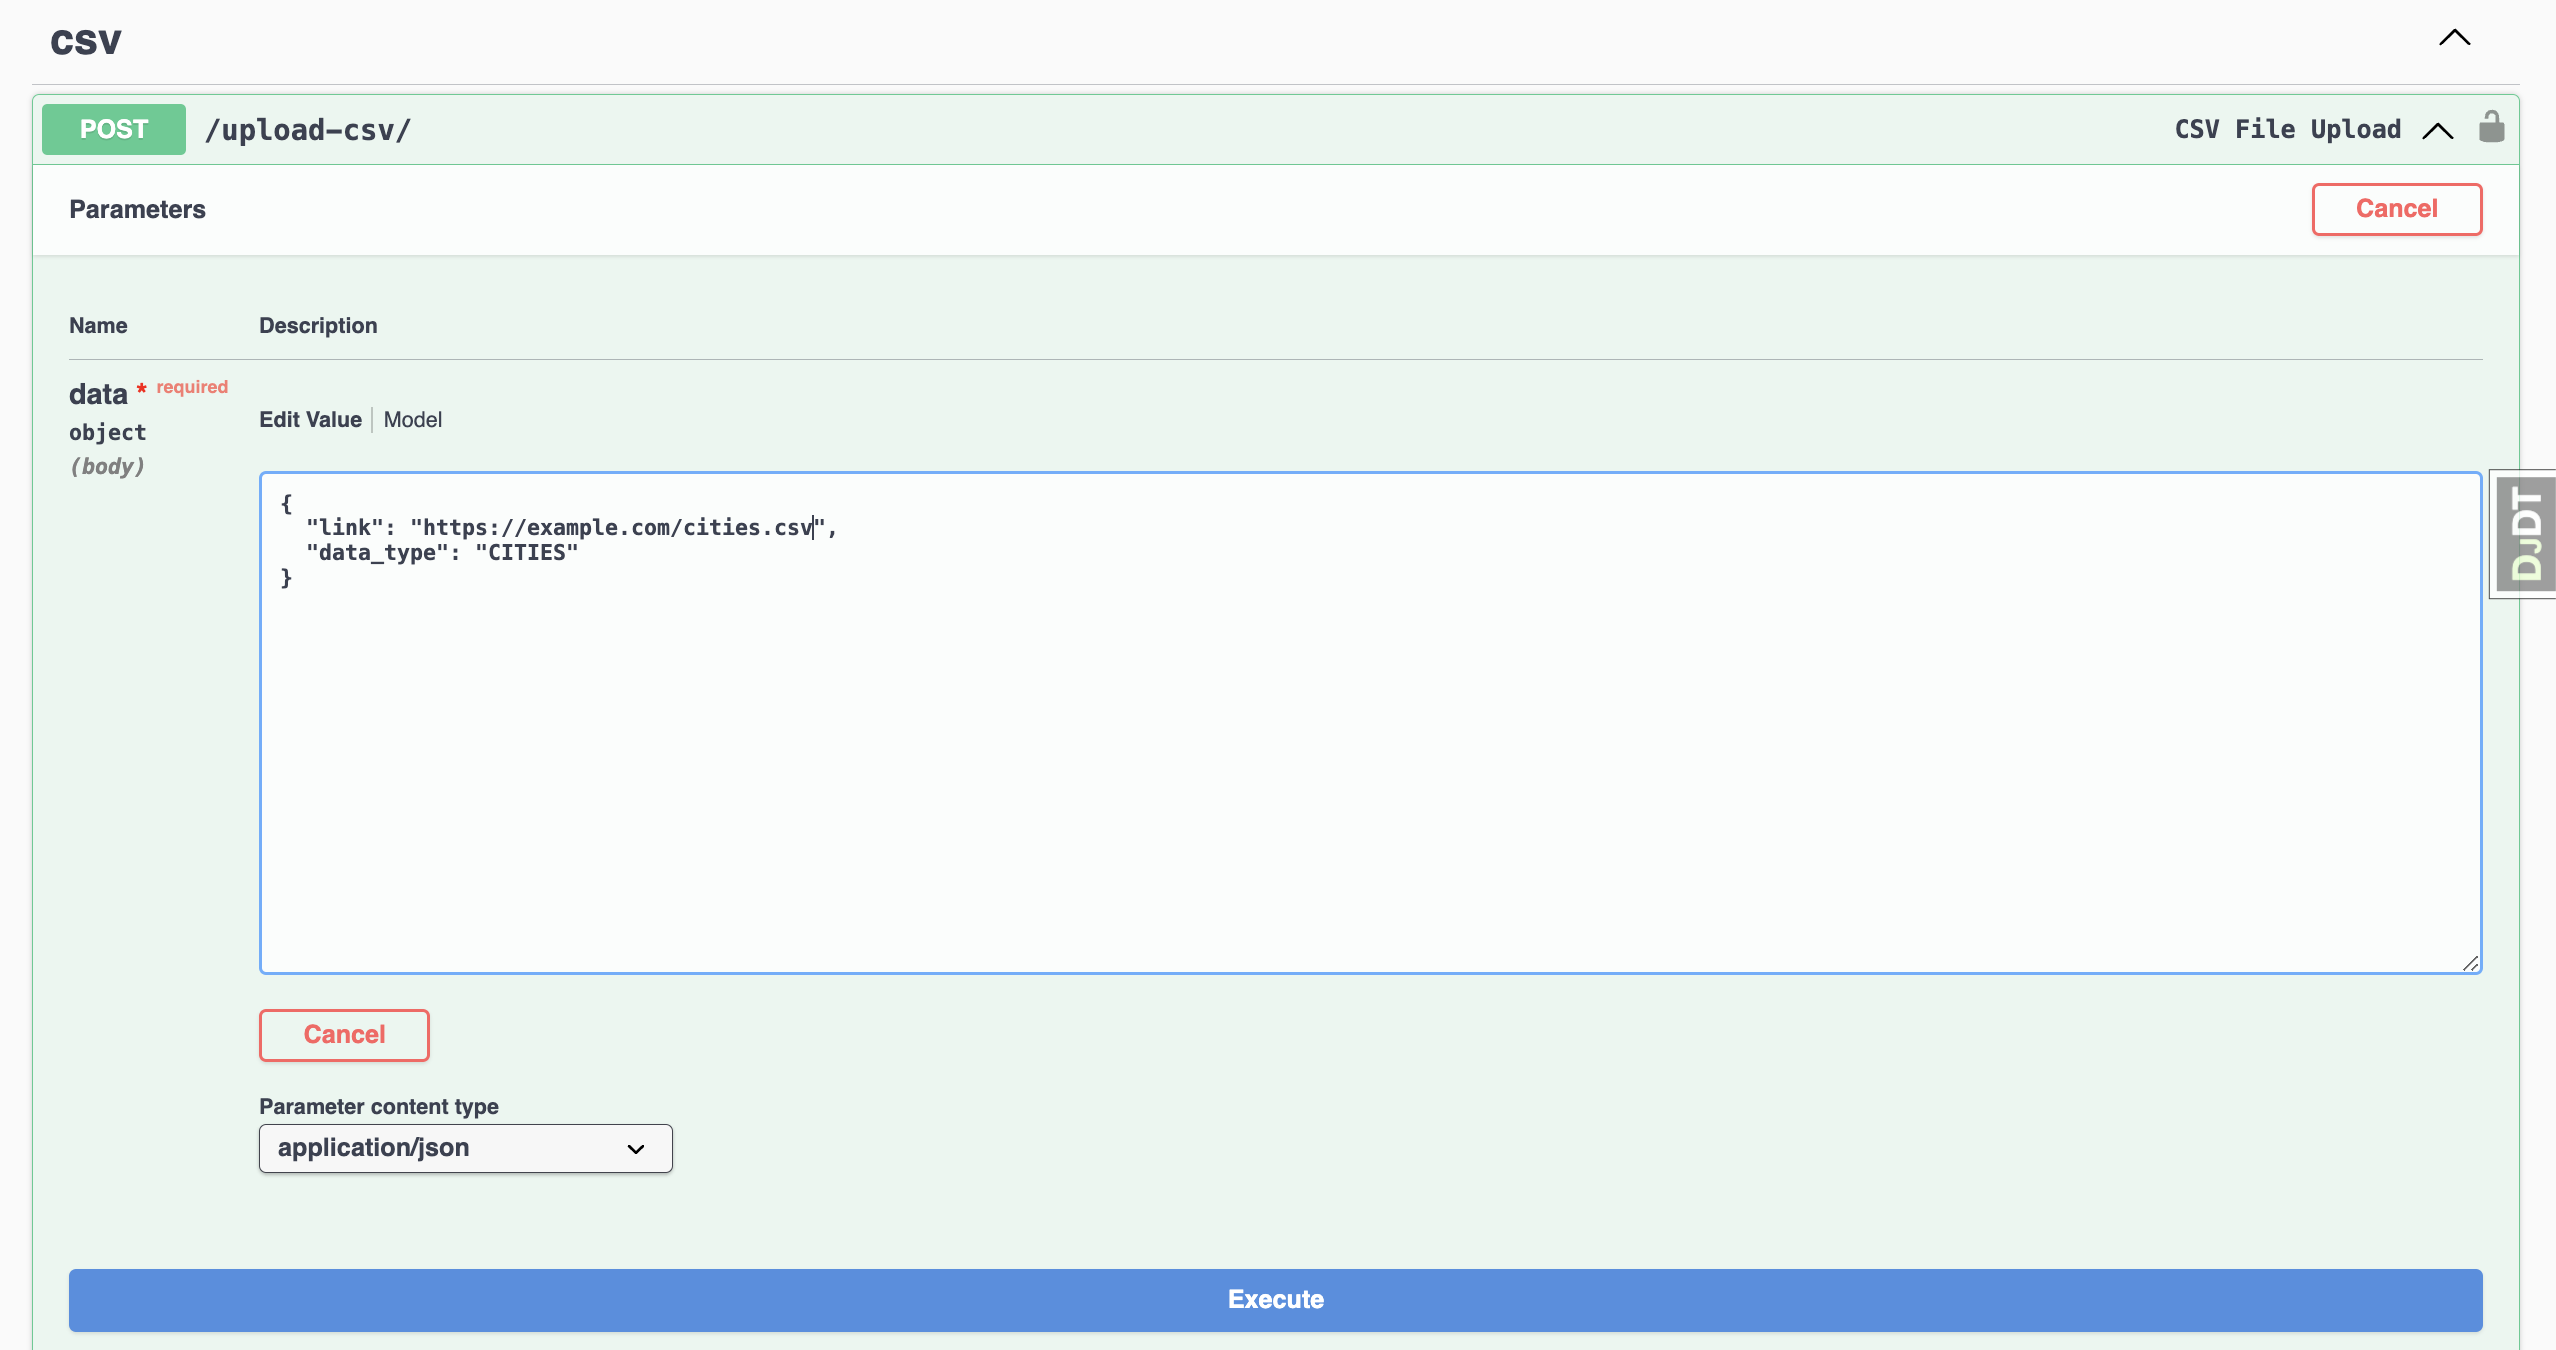 csv
POST /upload-csv/ CSV File Upload
Parameters Cancel
Name Description
data * required
object
(body)
Edit Value Model
{
  "link": "https://example.com/cities.csv",
  "data_type": "CITIES"
}
DJDT
Cancel
Parameter content type
application/json
Execute